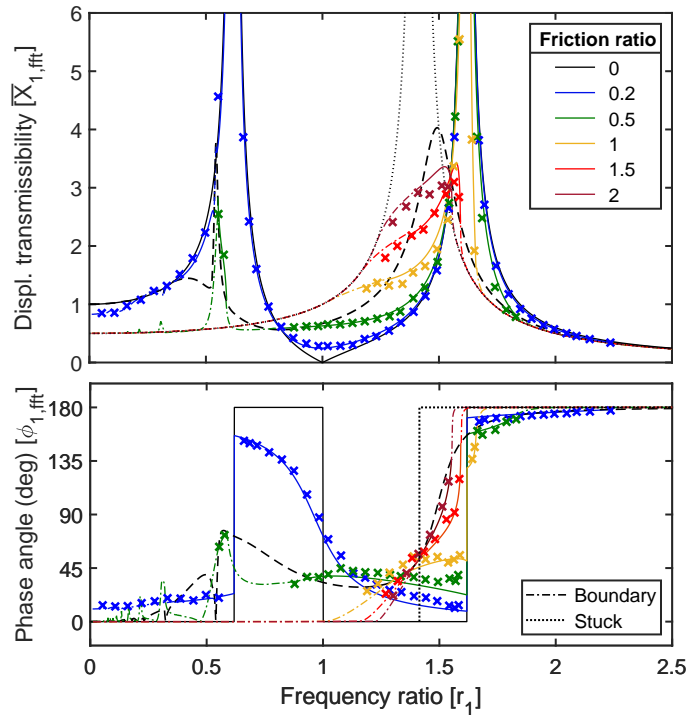 Displ. transmissibility [X̅₁,fft]
6
5
4
3
2
1
0
Friction ratio
0
0.2
0.5
1
1.5
2
Phase angle (deg) [ϕ₁,fft]
180
135
90
45
0
Boundary
Stuck
0 0.5 1 1.5 2 2.5
Frequency ratio [r₁]